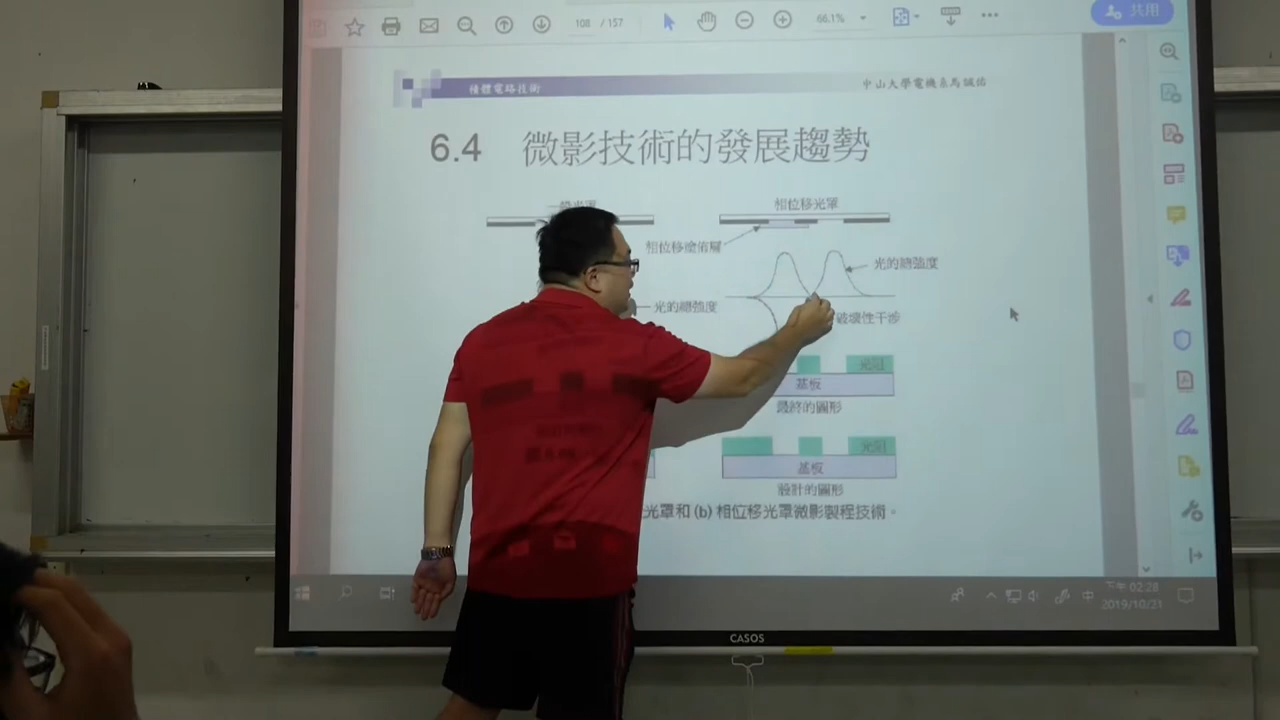 108 / 157
66.1%
共用
積體電路技術
中山大學電機系馬誠佑
6.4 微影技術的發展趨勢
相位移光罩
相位移塗佈層
光的總強度
光的總強度
破壞性干涉
光阻
基板
最終的圖形
光阻
基板
設計的圖形
光罩和 (b) 相位移光罩微影製程技術。
中
下午 02:28
2019/10/21
CASOS